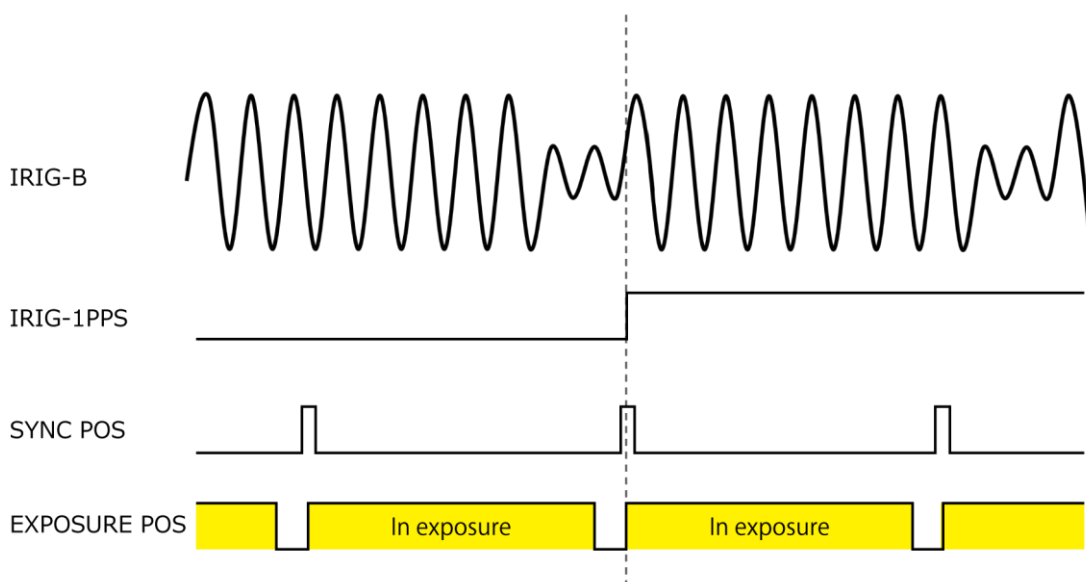 IRIG-B
IRIG-1PPS
SYNC POS
EXPOSURE POS
In exposure
In exposure